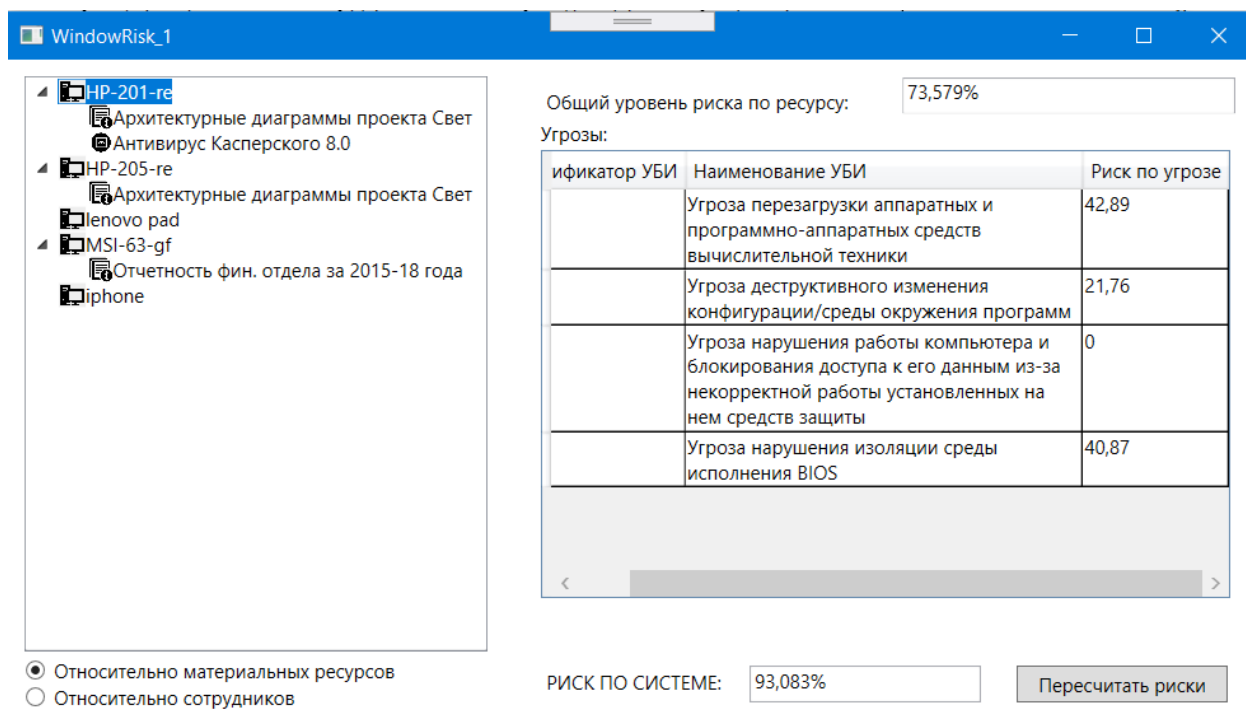 WindowRisk_1
HP-201-re
Архитектурные диаграммы проекта Свет
Антивирус Касперского 8.0
HP-205-re
Архитектурные диаграммы проекта Свет
lenovo pad
MSI-63-gf
Отчетность фин. отдела за 2015-18 года
iphone
Относительно материальных ресурсов
Относительно сотрудников
Общий уровень риска по ресурсу: 73,579%
Угрозы:
ификатор УБИ Наименование УБИ Риск по угрозе
Угроза перезагрузки аппаратных и 42,89
программно-аппаратных средств
вычислительной техники
Угроза деструктивного изменения 21,76
конфигурации/среды окружения программ
Угроза нарушения работы компьютера и 0
блокирования доступа к его данным из-за
некорректной работы установленных на
нем средств защиты
Угроза нарушения изоляции среды 40,87
исполнения BIOS
РИСК ПО СИСТЕМЕ: 93,083% Пересчитать риски